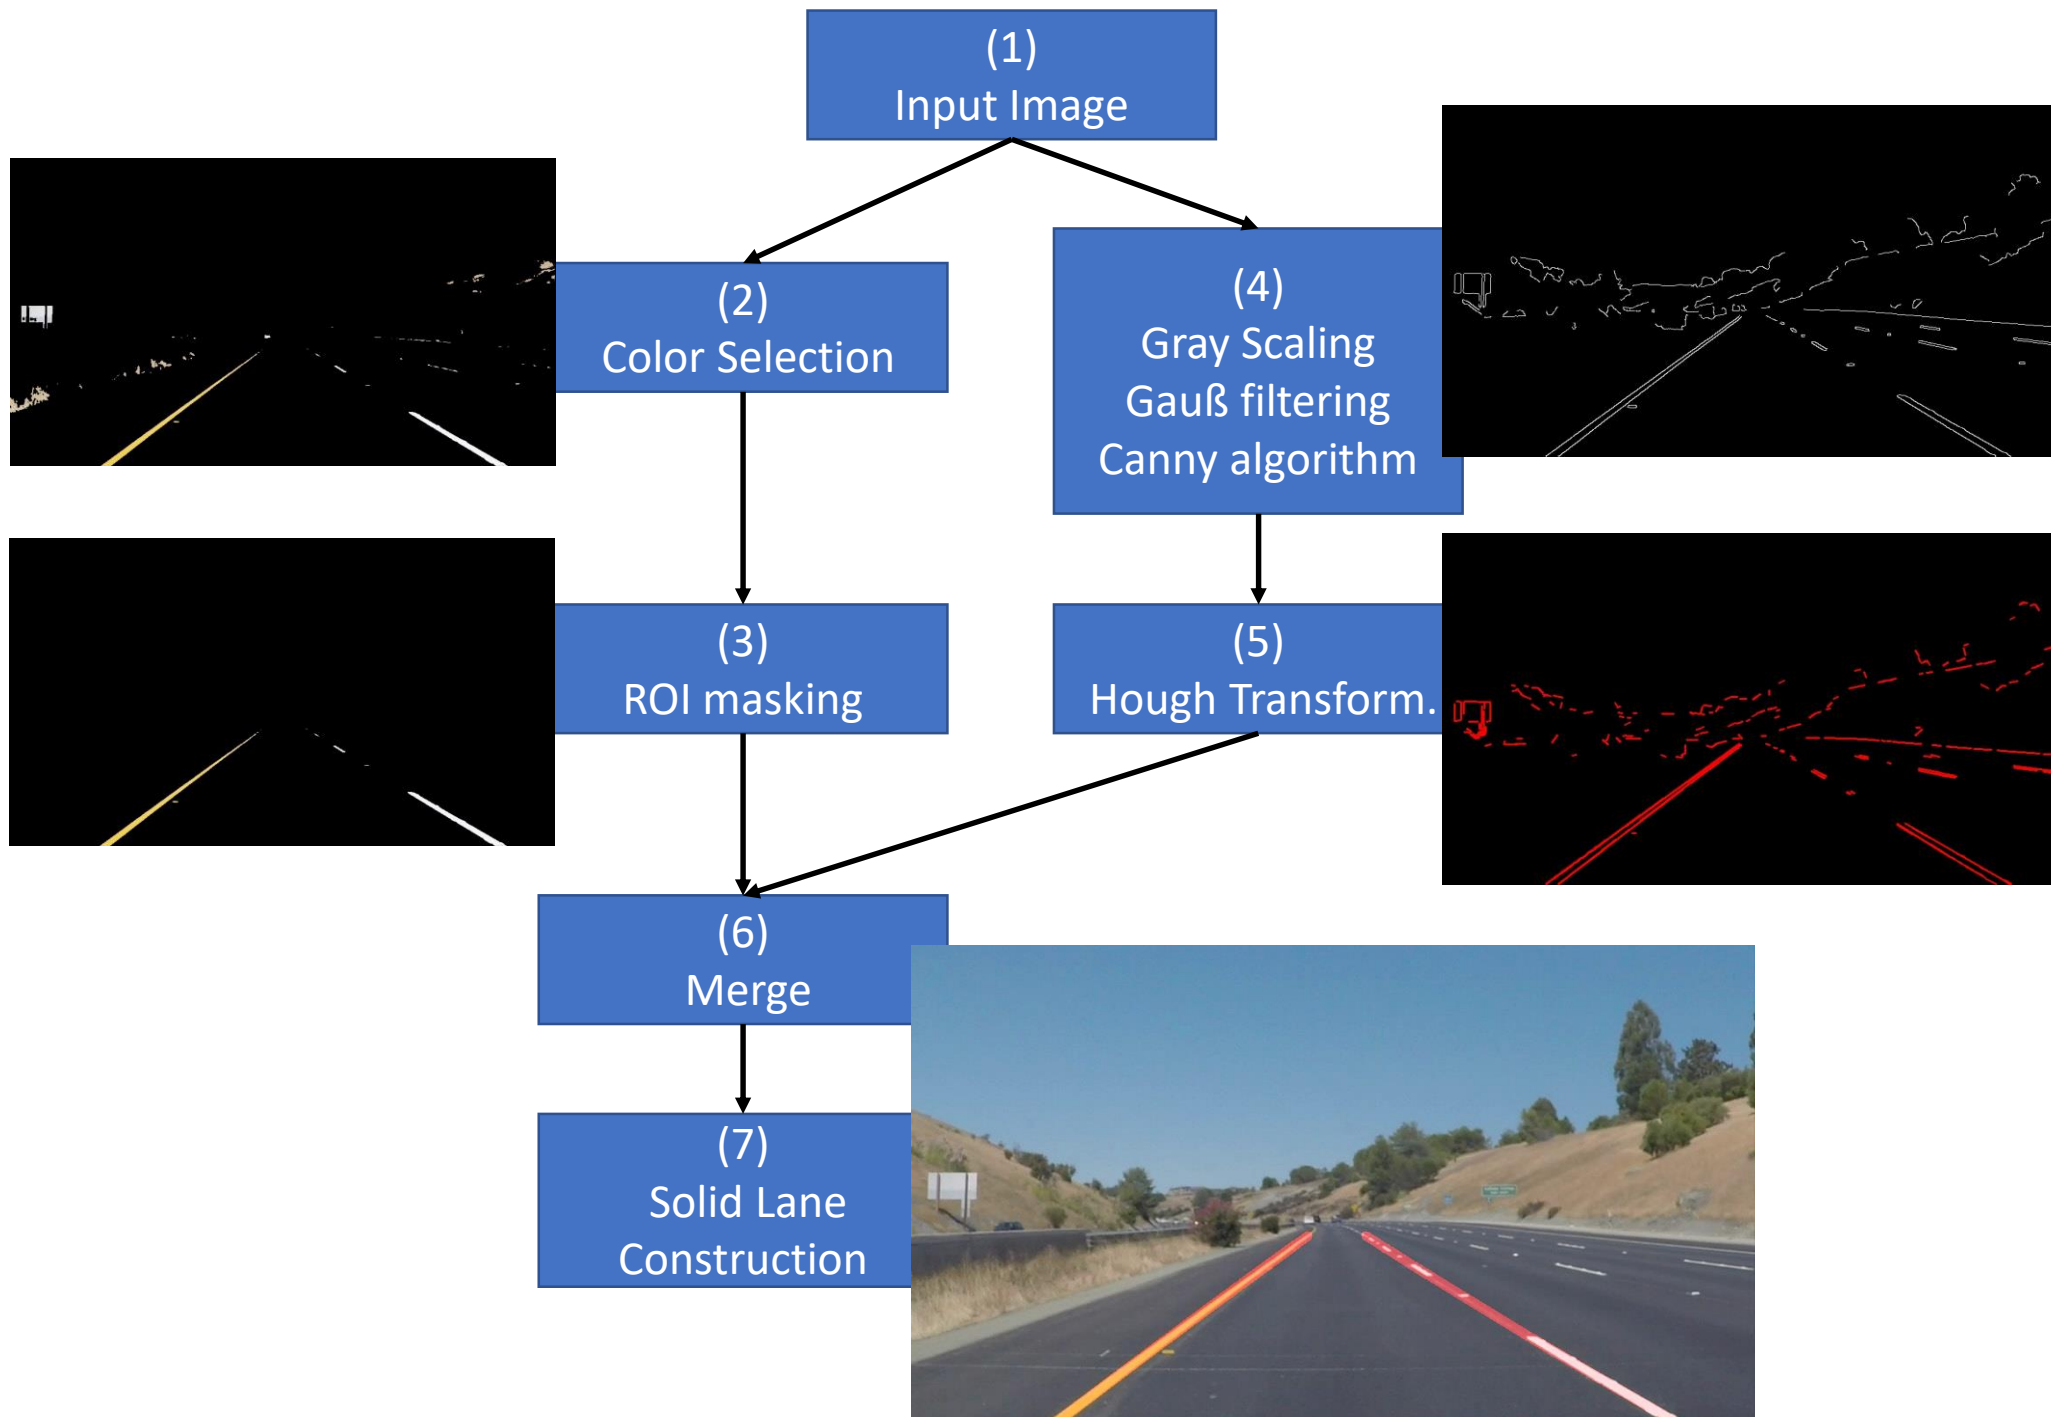 (1)
Input Image
(2)
Color Selection
(4)
Gray Scaling
Gauß filtering
Canny algorithm
(3)
ROI masking
(5)
Hough Transform.
(6)
Merge
(7)
Solid Lane
Construction